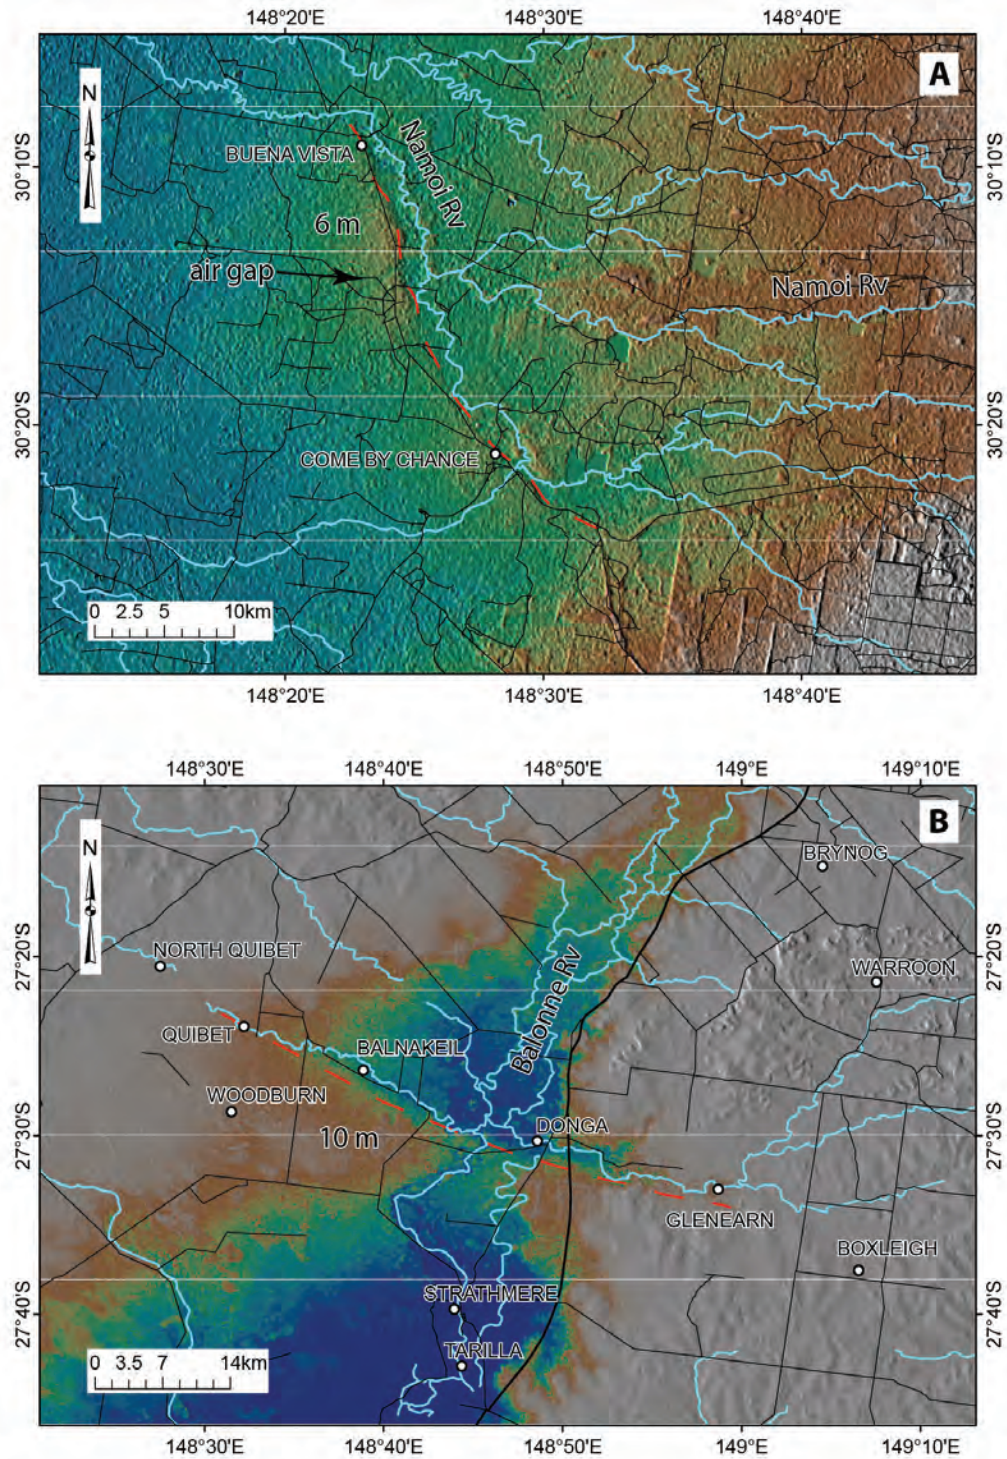 148°20'E 148°30'E 148°40'E
A
N
30°10'S
30°10'S
BUENA VISTA
Namoi Rv
6 m
air gap
Namoi Rv
30°20'S
30°20'S
COME BY CHANCE
0 2.5 5 10km
148°20'E 148°30'E 148°40'E
148°30'E 148°40'E 148°50'E 149°E 149°10'E
B
N
BRYNOG
27°20'S
27°20'S
NORTH QUIBET
WARROON
Balonne Rv
QUIBET
BALNAKEIL
WOODBURN
DONGA
27°30'S
27°30'S
10 m
GLENEARN
BOXLEIGH
STRATHMERE
27°40'S
27°40'S
TARILLA
0 3.5 7 14km
148°30'E 148°40'E 148°50'E 149°E 149°10'E